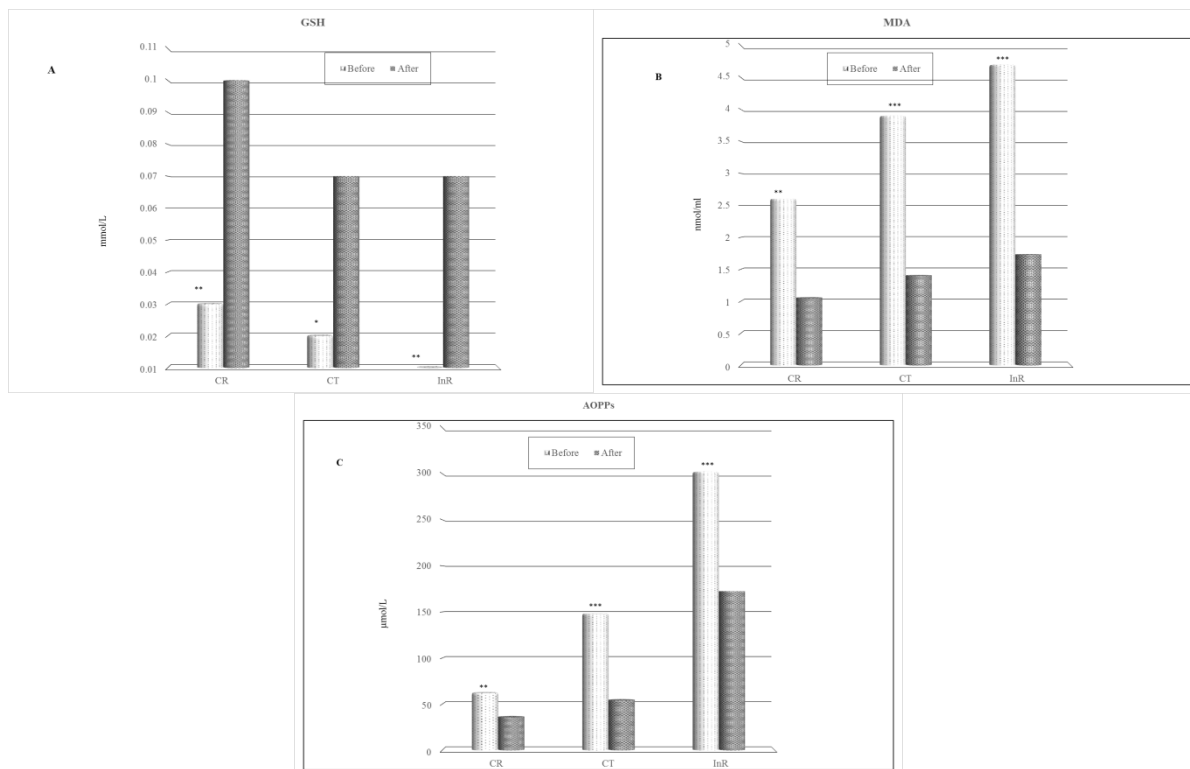 GSH
A
Before After
0.11
0.1
0.09
0.08
0.07
0.06
0.05
0.04
0.03
0.02
0.01
mmol/L
**
*
**
CR CT InR
MDA
B
Before After
5
4.5
4
3.5
3
2.5
2
1.5
1
0.5
0
nmol/ml
**
***
***
CR CT InR
AOPPs
C
Before After
350
300
250
200
150
100
50
0
µmol/L
**
***
***
CR CT InR